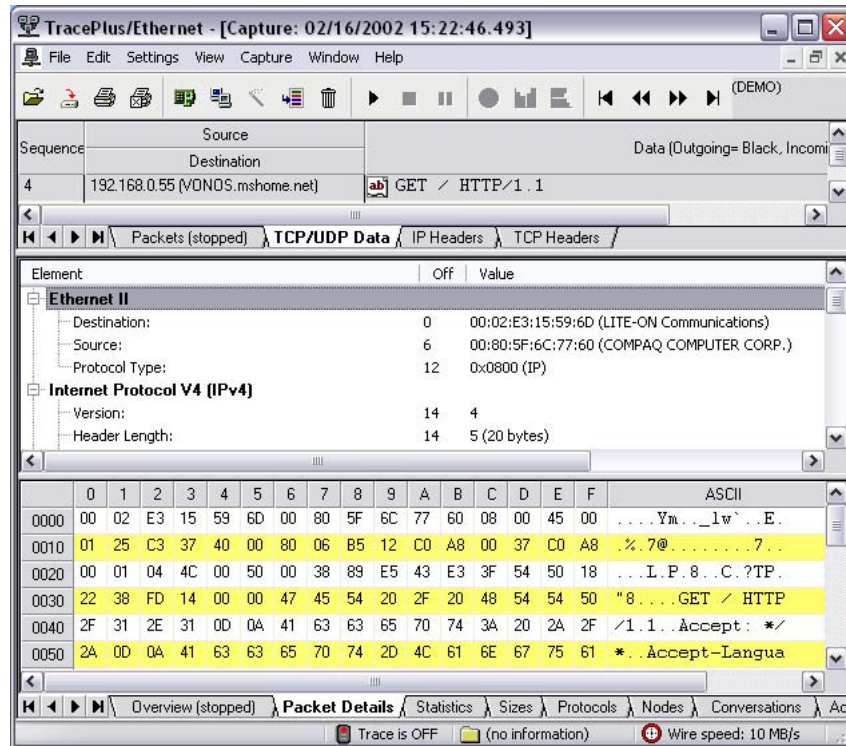 TracePlus/Ethernet - [Capture: 02/16/2002 15:22:46.493]
File Edit Settings View Capture Window Help
(DEMO)
Sequence Source Data (Outgoing= Black, Incomi
Destination
4 192.168.0.55 (VONOS.mshome.net) ab GET / HTTP/1.1
Packets (stopped) TCP/UDP Data IP Headers TCP Headers
Element Off Value
Ethernet II
Destination: 0 00:02:E3:15:59:6D (LITE-ON Communications)
Source: 6 00:80:5F:6C:77:60 (COMPAQ COMPUTER CORP.)
Protocol Type: 12 0x0800 (IP)
Internet Protocol V4 (IPv4)
Version: 14 4
Header Length: 14 5 (20 bytes)
0 1 2 3 4 5 6 7 8 9 A B C D E F ASCII
0000 00 02 E3 15 59 6D 00 80 5F 6C 77 60 08 00 45 00 ....Ym.._lw`..E.
0010 01 25 C3 37 40 00 80 06 B5 12 C0 A8 00 37 C0 A8 .%.7@........7..
0020 00 01 04 4C 00 50 00 38 89 E5 43 E3 3F 54 50 18 ...L.P.8..C.?TP.
0030 22 38 FD 14 00 00 47 45 54 20 2F 20 48 54 54 50 "8....GET / HTTP
0040 2F 31 2E 31 0D 0A 41 63 63 65 70 74 3A 20 2A 2F /1.1..Accept: */
0050 2A 0D 0A 41 63 63 65 70 74 2D 4C 61 6E 67 75 61 *..Accept-Langua
Overview (stopped) Packet Details Statistics Sizes Protocols Nodes Conversations Ac
Trace is OFF (no information) Wire speed: 10 MB/s